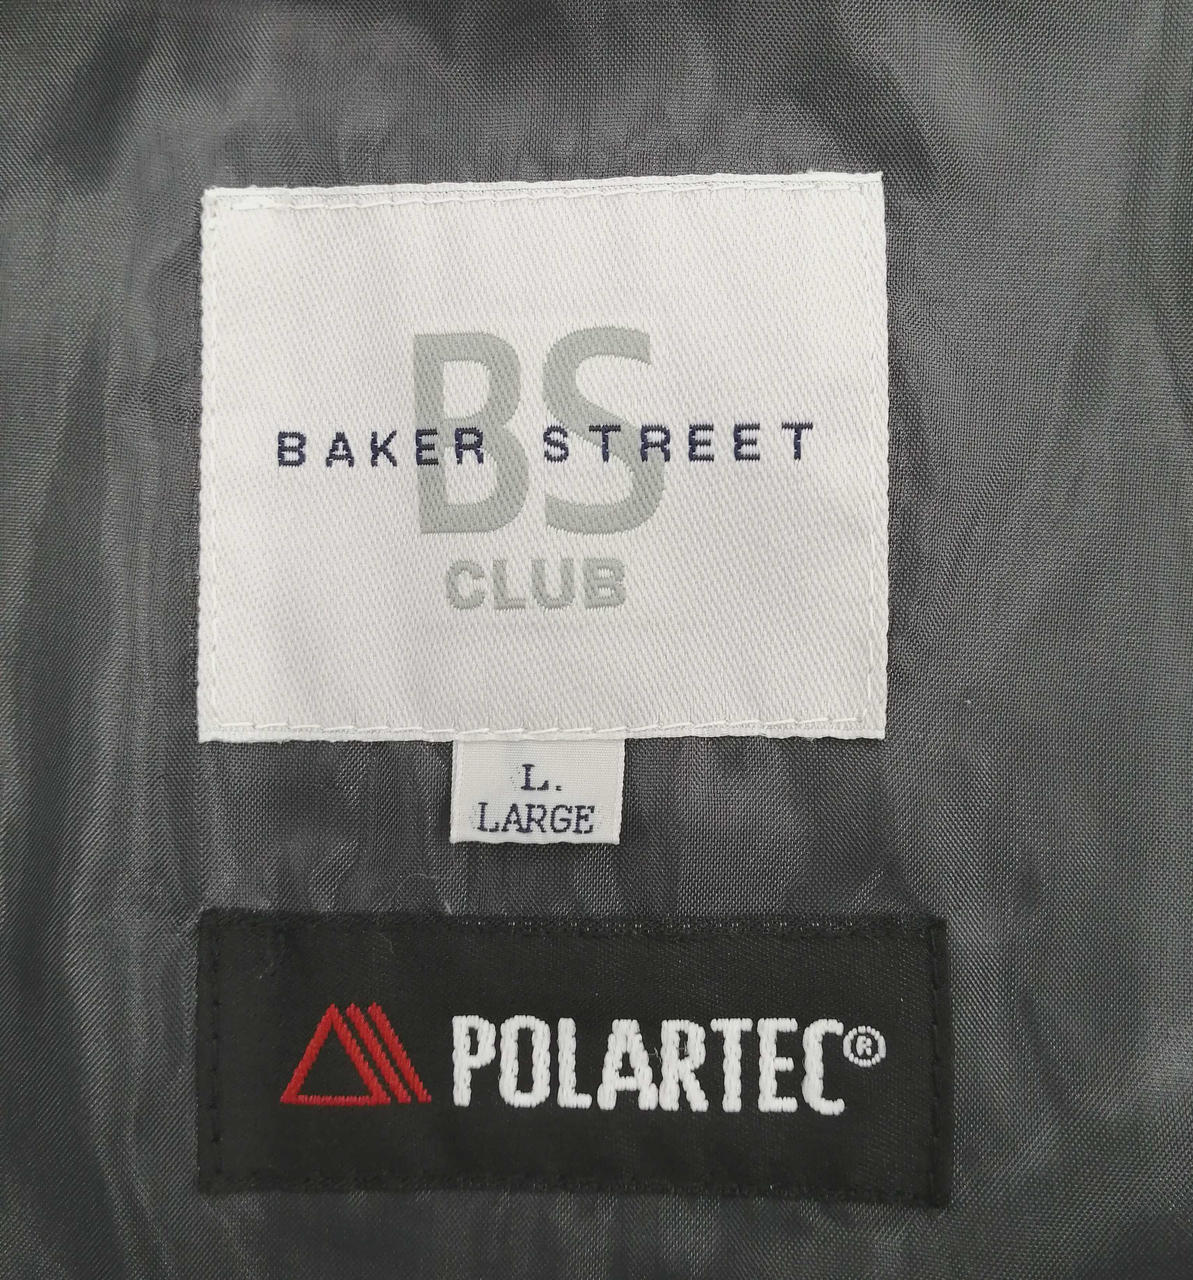 BS
BAKER STREET
CLUB
L.
LARGE
POLARTEC®